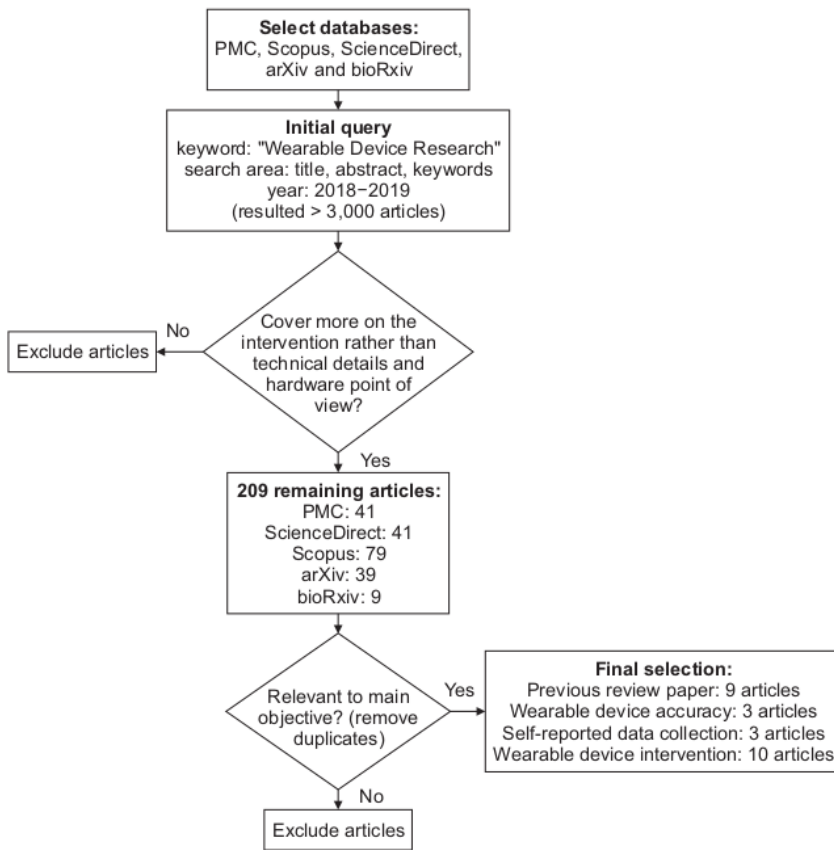 Select databases:
PMC, Scopus, ScienceDirect,
arXiv and bioRxiv
Initial query
keyword: "Wearable Device Research"
search area: title, abstract, keywords
year: 2018−2019
(resulted > 3,000 articles)
Cover more on the
intervention rather than
technical details and
hardware point of
view?
No
Exclude articles
Yes
209 remaining articles:
PMC: 41
ScienceDirect: 41
Scopus: 79
arXiv: 39
bioRxiv: 9
Relevant to main
objective? (remove
duplicates)
Yes
Final selection:
Previous review paper: 9 articles
Wearable device accuracy: 3 articles
Self-reported data collection: 3 articles
Wearable device intervention: 10 articles
No
Exclude articles